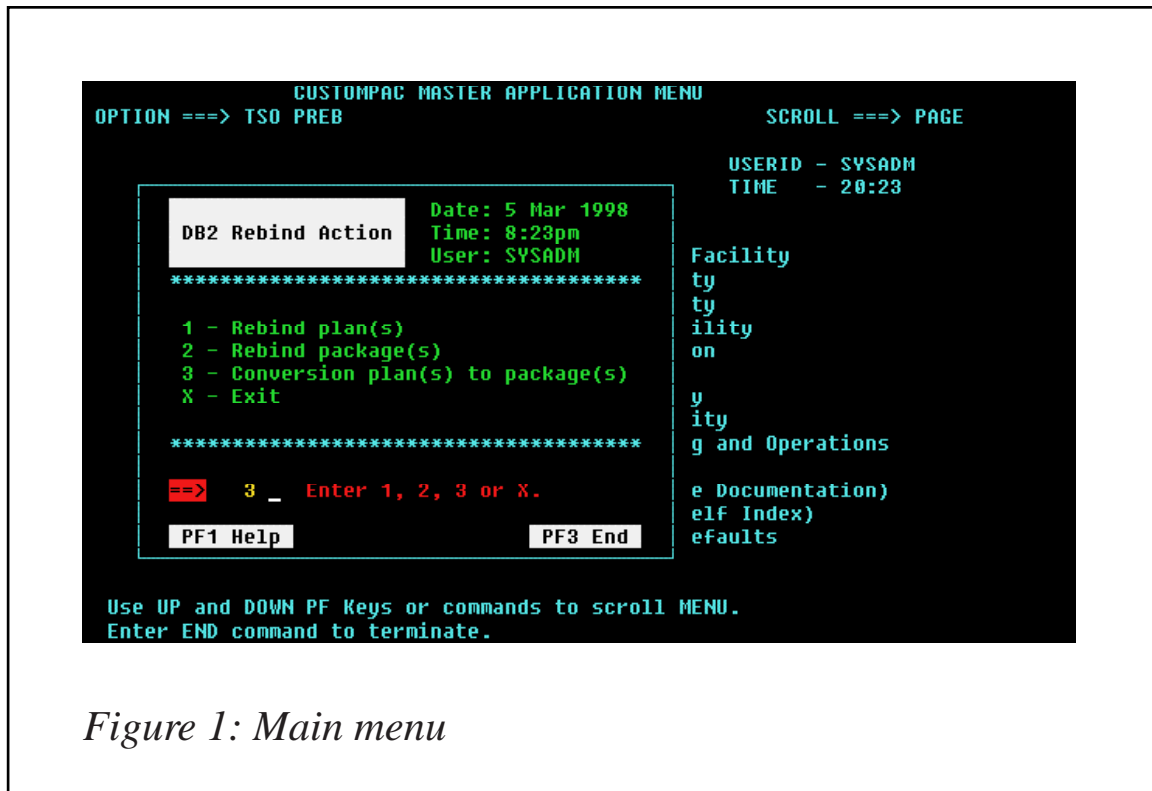 CUSTOMPAC MASTER APPLICATION MENU
OPTION ===> TSO PREB SCROLL ===> PAGE
USERID - SYSADM
TIME - 20:23
Date: 5 Mar 1998
DB2 Rebind Action Time: 8:23pm
User: SYSADM Facility
*************************************** ty
ty
1 - Rebind plan(s) ility
2 - Rebind package(s) on
3 - Conversion plan(s) to package(s)
X - Exit y
ity
*************************************** g and Operations
==> 3 _ Enter 1, 2, 3 or X. e Documentation)
elf Index)
PF1 Help PF3 End efaults
Use UP and DOWN PF Keys or commands to scroll MENU.
Enter END command to terminate.
Figure 1: Main menu